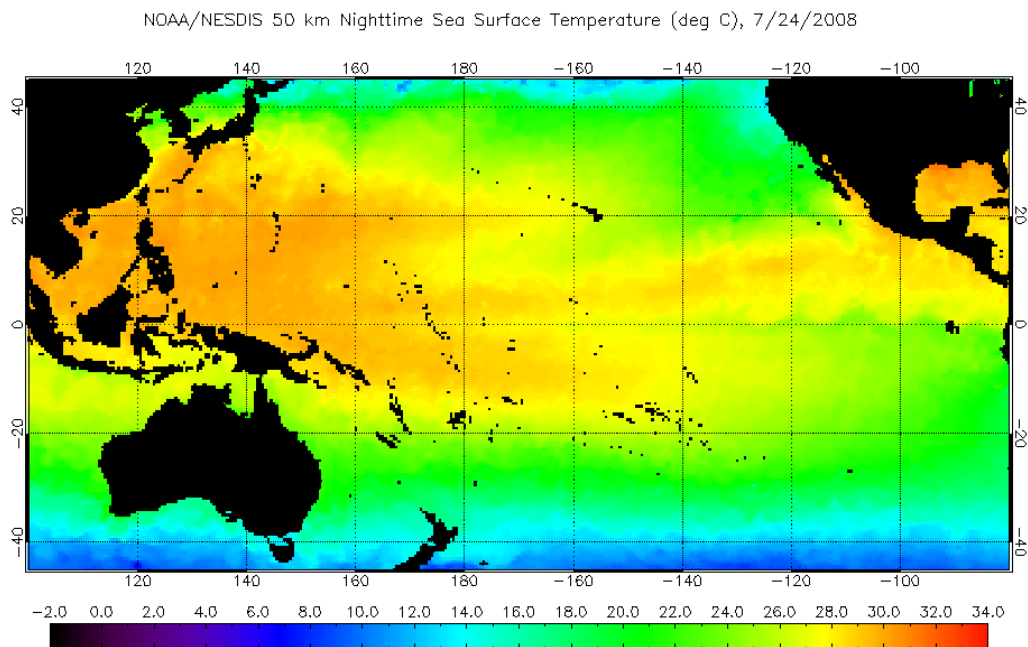 NOAA/NESDIS 50 km Nighttime Sea Surface Temperature (deg C), 7/24/2008
120 140 160 180 -160 -140 -120 -100
40 40
20 20
0 0
-20 -20
-40 -40
120 140 160 180 -160 -140 -120 -100
-2.0 0.0 2.0 4.0 6.0 8.0 10.0 12.0 14.0 16.0 18.0 20.0 22.0 24.0 26.0 28.0 30.0 32.0 34.0